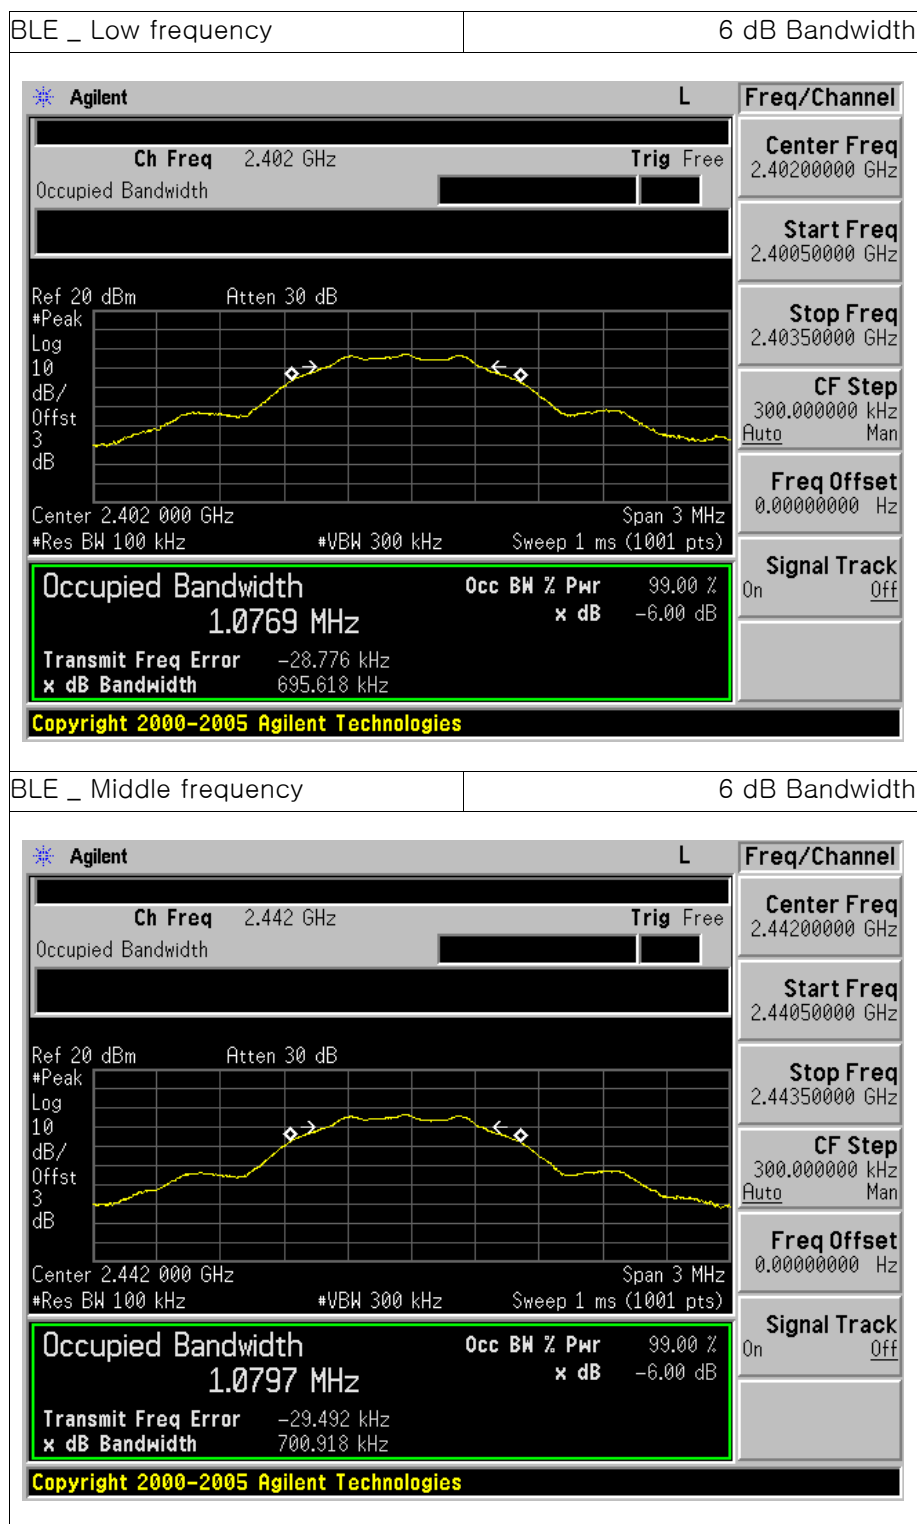 BLE _ Low frequency 6 dB Bandwidth
Agilent L Freq/Channel
Ch Freq 2.402 GHz Trig Free
Occupied Bandwidth
Center Freq
2.40200000 GHz
Start Freq
2.40050000 GHz
Stop Freq
2.40350000 GHz
CF Step
300.000000 kHz
Auto Man
Freq Offset
0.00000000 Hz
Signal Track
On Off
Ref 20 dBm Atten 30 dB
#Peak
Log
10
dB/
Offst
3
dB
Center 2.402 000 GHz Span 3 MHz
#Res BW 100 kHz #VBW 300 kHz Sweep 1 ms (1001 pts)
Occupied Bandwidth Occ BW % Pwr 99.00 %
1.0769 MHz x dB -6.00 dB
Transmit Freq Error -28.776 kHz
x dB Bandwidth 695.618 kHz
Copyright 2000-2005 Agilent Technologies
BLE _ Middle frequency 6 dB Bandwidth
Agilent L Freq/Channel
Ch Freq 2.442 GHz Trig Free
Occupied Bandwidth
Center Freq
2.44200000 GHz
Start Freq
2.44050000 GHz
Stop Freq
2.44350000 GHz
CF Step
300.000000 kHz
Auto Man
Freq Offset
0.00000000 Hz
Signal Track
On Off
Ref 20 dBm Atten 30 dB
#Peak
Log
10
dB/
Offst
3
dB
Center 2.442 000 GHz Span 3 MHz
#Res BW 100 kHz #VBW 300 kHz Sweep 1 ms (1001 pts)
Occupied Bandwidth Occ BW % Pwr 99.00 %
1.0797 MHz x dB -6.00 dB
Transmit Freq Error -29.492 kHz
x dB Bandwidth 700.918 kHz
Copyright 2000-2005 Agilent Technologies